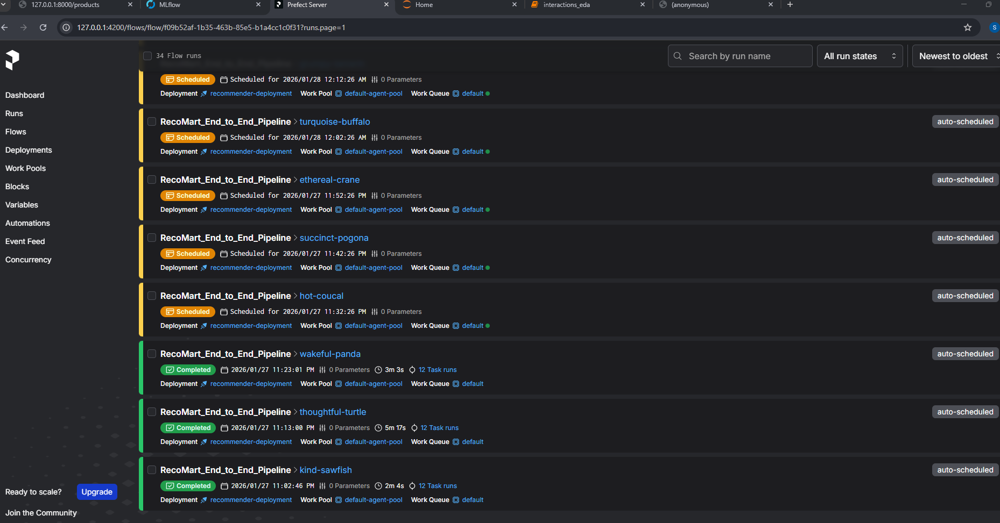 127.0.0.1:8000/products
MLflow
Prefect Server
Home
interactions_eda
(anonymous)
127.0.0.1:4200/flows/flow/f09b52af-1b35-463b-85e5-b1a4cc1c0f31?runs.page=1
S
34 Flow runs
Search by run name
All run states
Newest to oldest
Dashboard
Runs
Flows
Deployments
Work Pools
Blocks
Variables
Automations
Event Feed
Concurrency
Ready to scale? Upgrade
Join the Community
Scheduled Scheduled for 2026/01/28 12:12:26 AM 0 Parameters
Deployment recommender-deployment Work Pool default-agent-pool Work Queue default
RecoMart_End_to_End_Pipeline > turquoise-buffalo auto-scheduled
Scheduled Scheduled for 2026/01/28 12:02:26 AM 0 Parameters
Deployment recommender-deployment Work Pool default-agent-pool Work Queue default
RecoMart_End_to_End_Pipeline > ethereal-crane auto-scheduled
Scheduled Scheduled for 2026/01/27 11:52:26 PM 0 Parameters
Deployment recommender-deployment Work Pool default-agent-pool Work Queue default
RecoMart_End_to_End_Pipeline > succinct-pogona auto-scheduled
Scheduled Scheduled for 2026/01/27 11:42:26 PM 0 Parameters
Deployment recommender-deployment Work Pool default-agent-pool Work Queue default
RecoMart_End_to_End_Pipeline > hot-coucal auto-scheduled
Scheduled Scheduled for 2026/01/27 11:32:26 PM 0 Parameters
Deployment recommender-deployment Work Pool default-agent-pool Work Queue default
RecoMart_End_to_End_Pipeline > wakeful-panda auto-scheduled
Completed 2026/01/27 11:23:01 PM 0 Parameters 3m 3s 12 Task runs
Deployment recommender-deployment Work Pool default-agent-pool Work Queue default
RecoMart_End_to_End_Pipeline > thoughtful-turtle auto-scheduled
Completed 2026/01/27 11:13:00 PM 0 Parameters 5m 17s 12 Task runs
Deployment recommender-deployment Work Pool default-agent-pool Work Queue default
RecoMart_End_to_End_Pipeline > kind-sawfish auto-scheduled
Completed 2026/01/27 11:02:46 PM 0 Parameters 2m 4s 12 Task runs
Deployment recommender-deployment Work Pool default-agent-pool Work Queue default